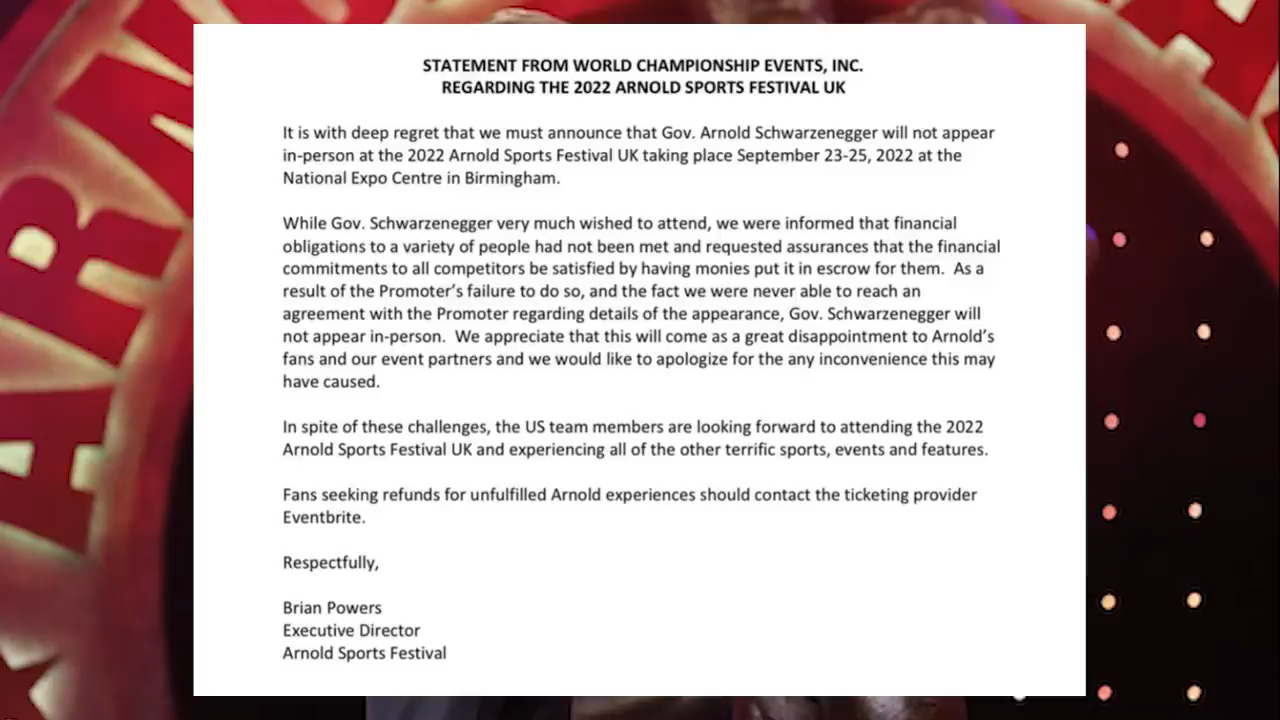 STATEMENT FROM WORLD CHAMPIONSHIP EVENTS, INC.
REGARDING THE 2022 ARNOLD SPORTS FESTIVAL UK
It is with deep regret that we must announce that Gov. Arnold Schwarzenegger will not appear
in-person at the 2022 Arnold Sports Festival UK taking place September 23-25, 2022 at the
National Expo Centre in Birmingham.
While Gov. Schwarzenegger very much wished to attend, we were informed that financial
obligations to a variety of people had not been met and requested assurances that the financial
commitments to all competitors be satisfied by having monies put it in escrow for them. As a
result of the Promoter's failure to do so, and the fact we were never able to reach an
agreement with the Promoter regarding details of the appearance, Gov. Schwarzenegger will
not appear in-person. We appreciate that this will come as a great disappointment to Arnold's
fans and our event partners and we would like to apologize for the any inconvenience this may
have caused.
In spite of these challenges, the US team members are looking forward to attending the 2022
Arnold Sports Festival UK and experiencing all of the other terrific sports, events and features.
Fans seeking refunds for unfulfilled Arnold experiences should contact the ticketing provider
Eventbrite.
Respectfully,
Brian Powers
Executive Director
Arnold Sports Festival